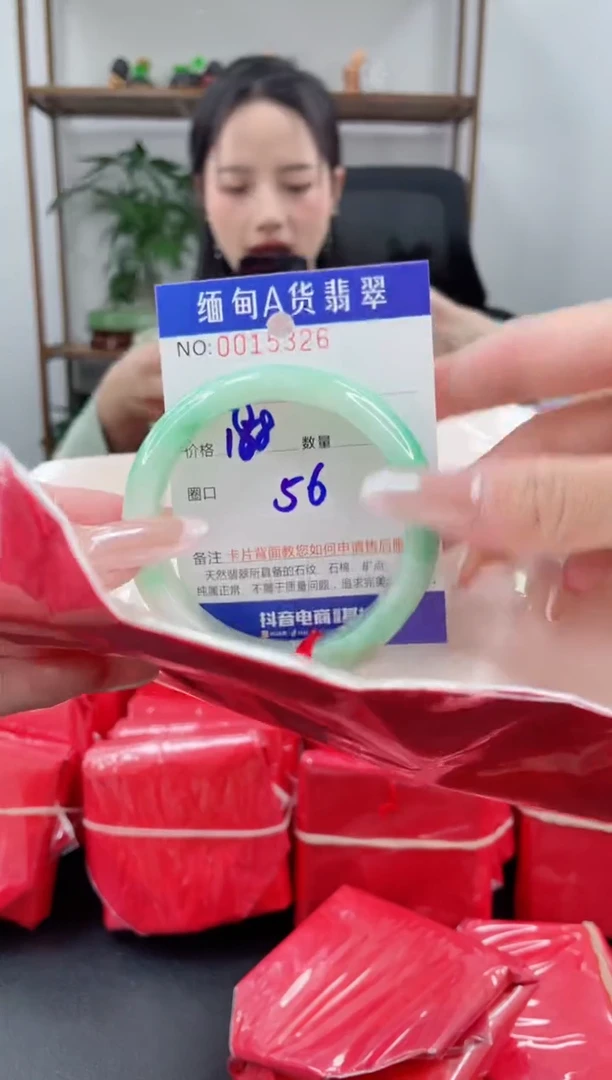 缅甸A货翡翠
NO:0015326
价格 188 数量
圈口 56
备注 卡片背面教您如何申请售后服
天然翡翠所具备的石纹、石棉、矿点
纯属正常，不属于质量问题，追求完美
抖音电商